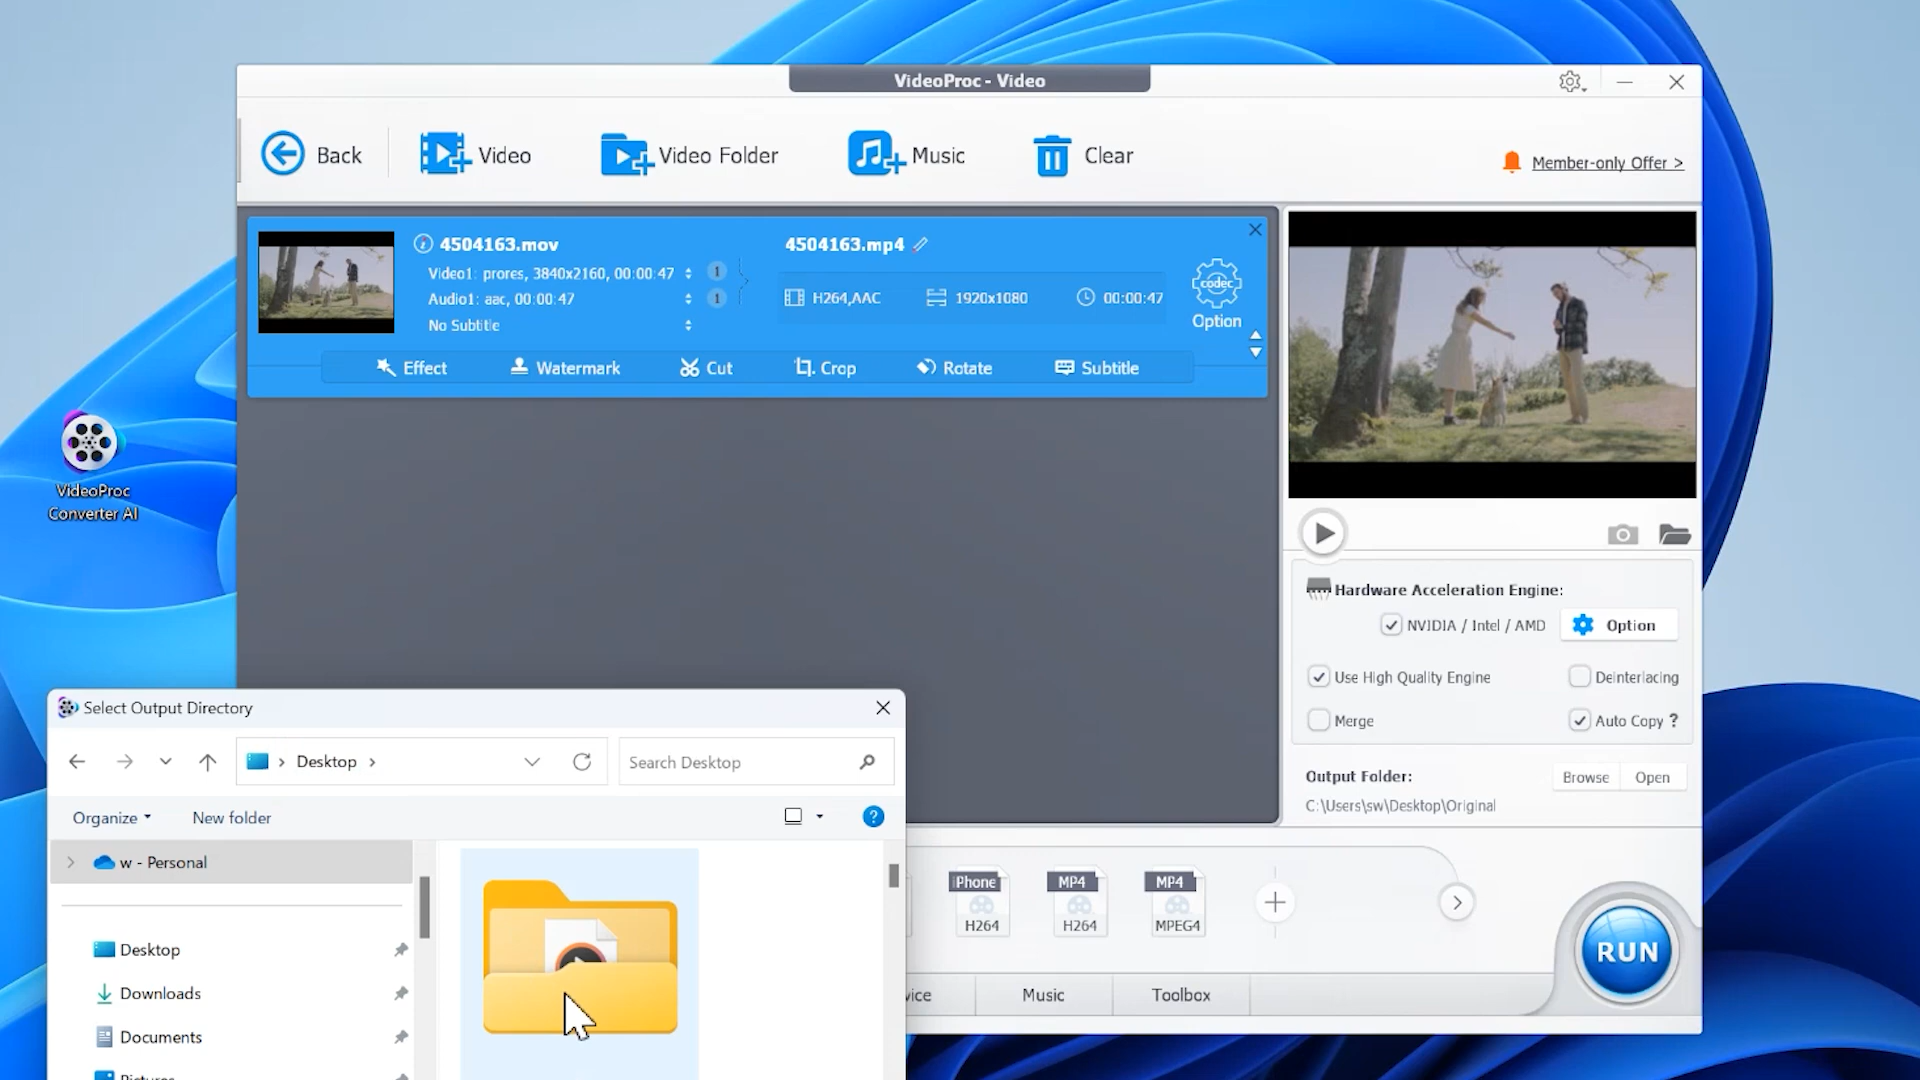 VideoProc - Video
Back
Video
Video Folder
Music
Clear
Member-only Offer >
4504163.mov
Video1: prores, 3840x2160, 00:00:47
1
Audio1: aac, 00:00:47
1
No Subtitle
4504163.mp4
H264,AAC
1920x1080
00:00:47
codec
Option
Effect
Watermark
Cut
Crop
Rotate
Subtitle
VideoProc
Converter AI
Hardware Acceleration Engine:
NVIDIA / Intel / AMD
Option
Use High Quality Engine
Deinterlacing
Merge
Auto Copy ?
Output Folder:
Browse
Open
C:\Users\sw\Desktop\Original
Select Output Directory
Desktop
Search Desktop
Organize
New folder
?
w - Personal
Desktop
Downloads
Documents
Pictures
iPhone
H264
MP4
H264
MP4
MPEG4
vice
Music
Toolbox
RUN